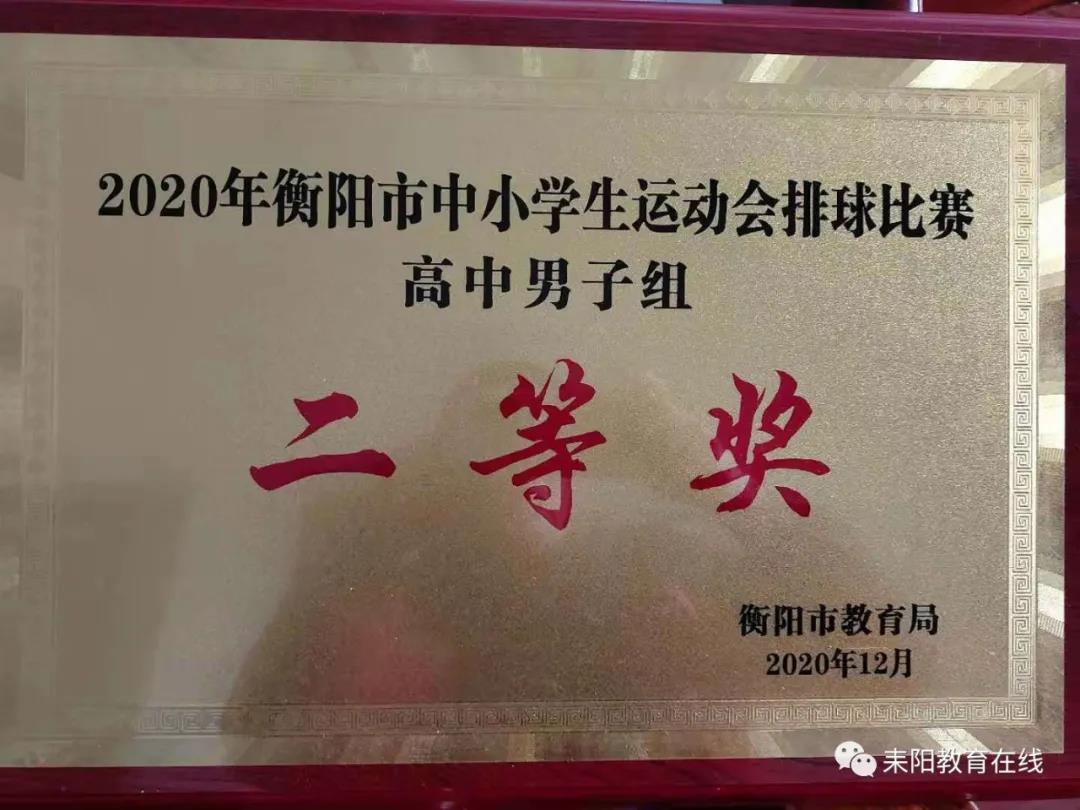 2020年衡阳市中小学生运动会排球比赛
高中男子组
二等奖
衡阳市教育局
2020年12月
耒阳教育在线